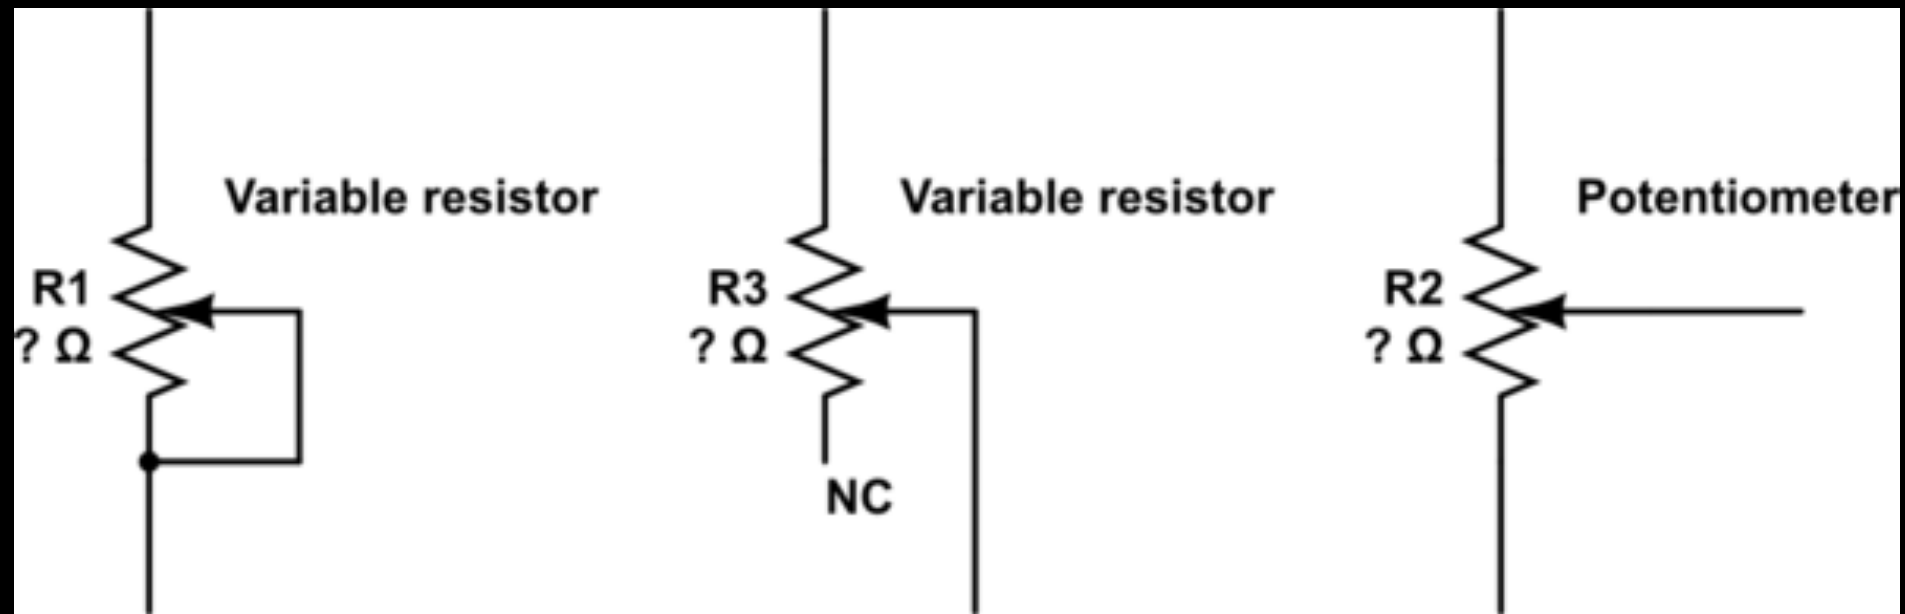 Variable resistor
R1
? Ω
Variable resistor
R3
? Ω
NC
Potentiometer
R2
? Ω